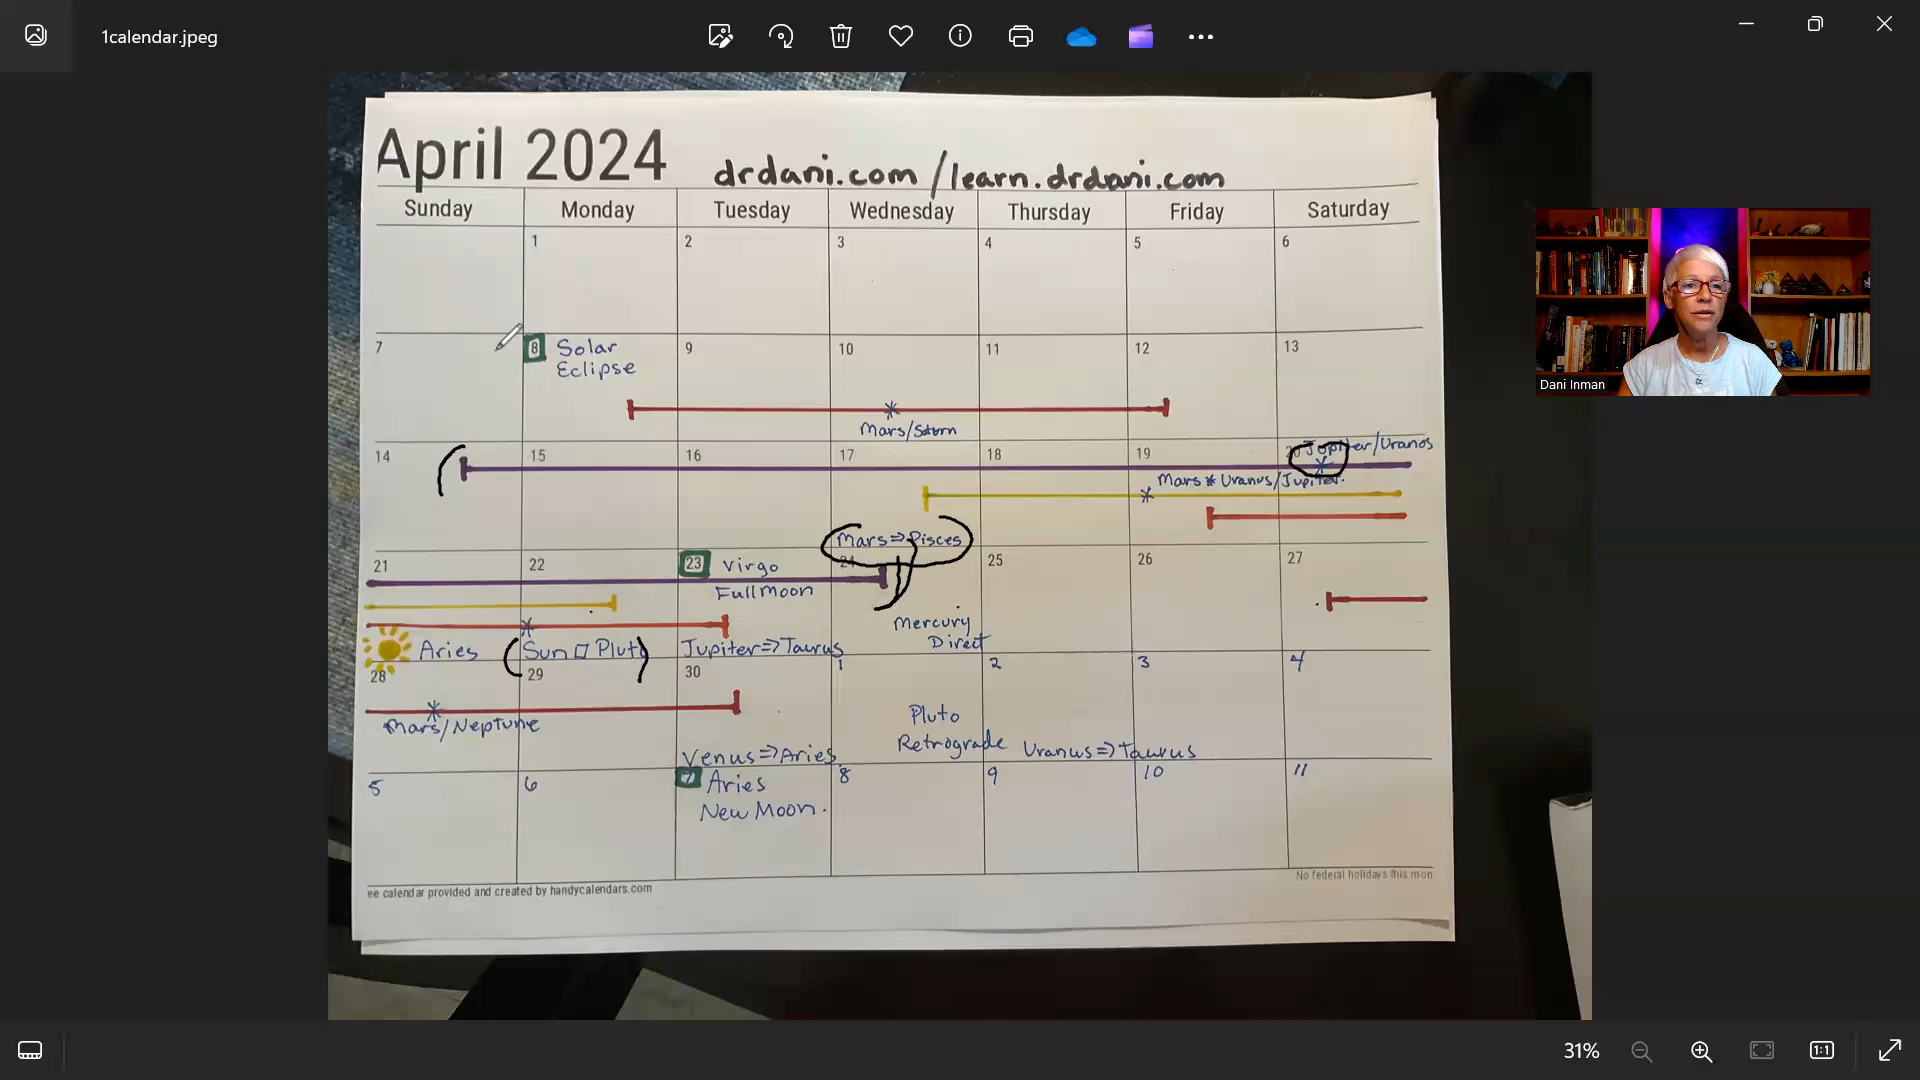 1calendar.jpeg
April 2024
drdani.com / learn.drdani.com
Sunday Monday Tuesday Wednesday Thursday Friday Saturday
1 2 3 4 5 6
7 8 Solar Eclipse 9 10 11 12 13
Mars/Saturn
Jupiter/Uranos
14 15 16 17 18 19
Mars * Uranus/Jupiter
Mars ⇒ Pisces
21 22 23 Virgo 24 25 26 27
Full Moon
Mercury
Direct
Aries Sun □ Pluto Jupiter ⇒ Taurus
28 29 30 1 2 3 4
Mars/Neptune
Pluto
Retrograde
Venus ⇒ Aries Uranus ⇒ Taurus
5 6 7 Aries 8 9 10 11
New Moon.
ee calendar provided and created by handycalendars.com
No federal holidays this mon
Dani Inman
31%
1:1